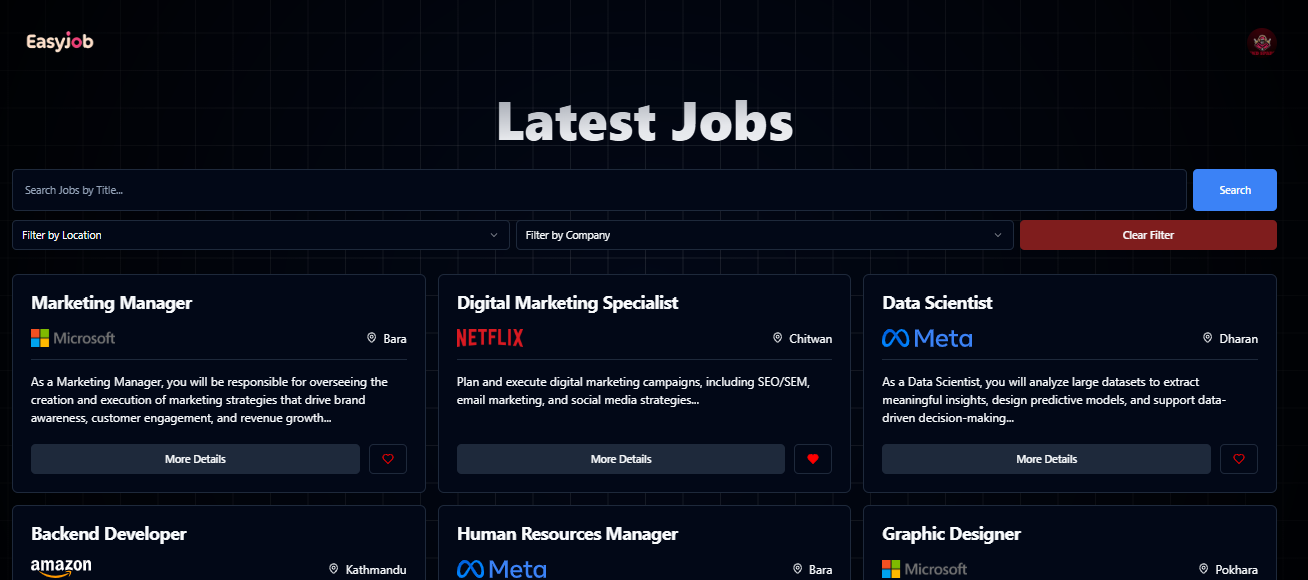 Easyjob
Latest Jobs
Search Jobs by Title...
Search
Filter by Location
Filter by Company
Clear Filter
Marketing Manager
Microsoft
Bara
As a Marketing Manager, you will be responsible for overseeing the
creation and execution of marketing strategies that drive brand
awareness, customer engagement, and revenue growth...
More Details
Digital Marketing Specialist
NETFLIX
Chitwan
Plan and execute digital marketing campaigns, including SEO/SEM,
email marketing, and social media strategies...
More Details
Data Scientist
Meta
Dharan
As a Data Scientist, you will analyze large datasets to extract
meaningful insights, design predictive models, and support data-
driven decision-making...
More Details
Backend Developer
amazon
Kathmandu
Human Resources Manager
Meta
Bara
Graphic Designer
Microsoft
Pokhara